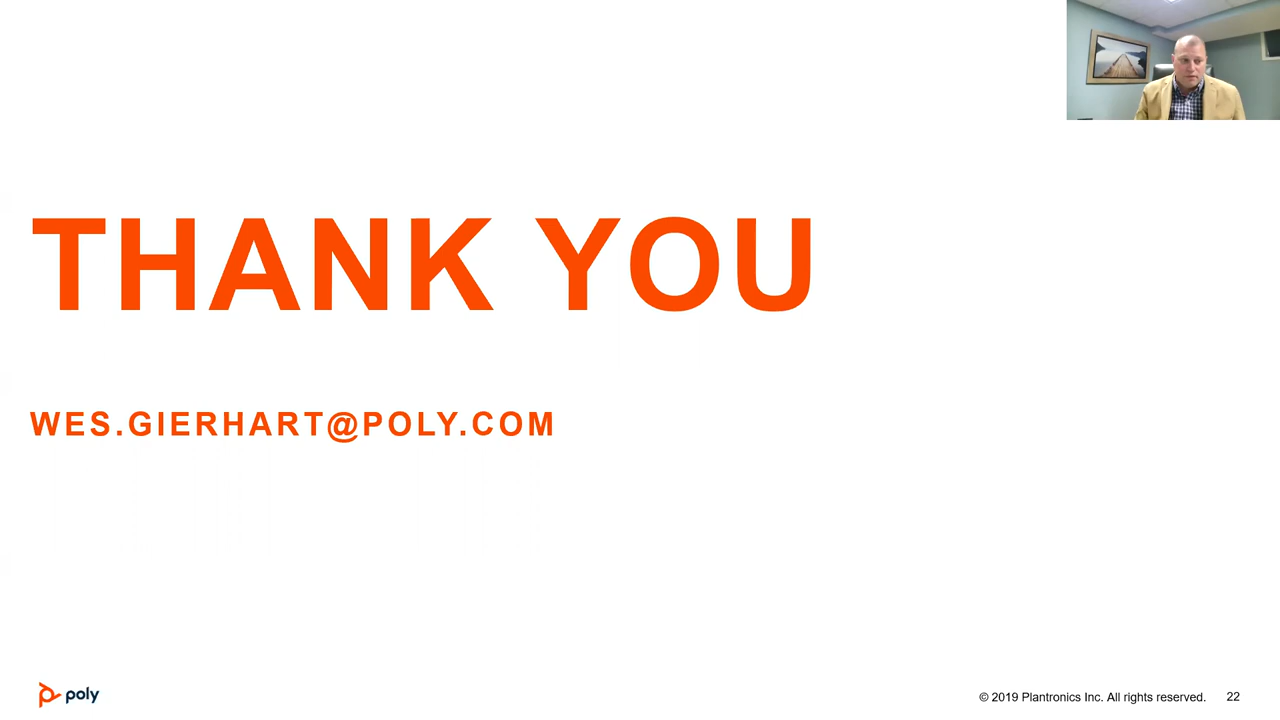 THANK YOU
WES.GIERHART@POLY.COM
poly
© 2019 Plantronics Inc. All rights reserved. 22